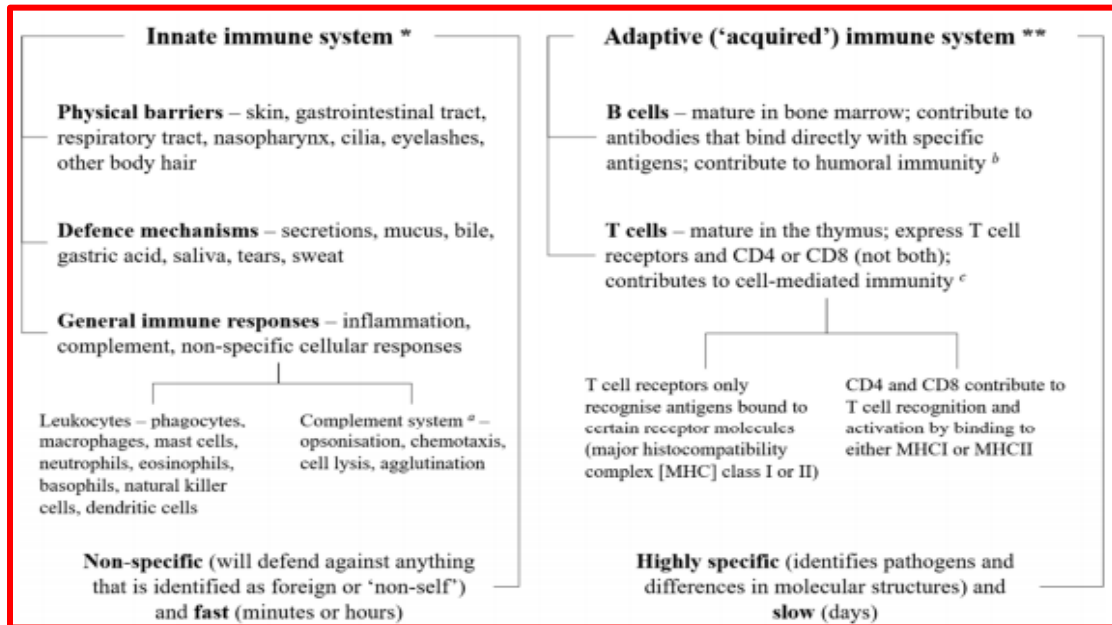 Innate immune system *
Physical barriers – skin, gastrointestinal tract,
respiratory tract, nasopharynx, cilia, eyelashes,
other body hair
Defence mechanisms – secretions, mucus, bile,
gastric acid, saliva, tears, sweat
General immune responses – inflammation,
complement, non-specific cellular responses
Leukocytes – phagocytes,
macrophages, mast cells,
neutrophils, eosinophils,
basophils, natural killer
cells, dendritic cells
Complement system a –
opsonisation, chemotaxis,
cell lysis, agglutination
Non-specific (will defend against anything
that is identified as foreign or ‘non-self’)
and fast (minutes or hours)
Adaptive (‘acquired’) immune system **
B cells – mature in bone marrow; contribute to
antibodies that bind directly with specific
antigens; contribute to humoral immunity b
T cells – mature in the thymus; express T cell
receptors and CD4 or CD8 (not both);
contributes to cell-mediated immunity c
T cell receptors only
recognise antigens bound to
certain receptor molecules
(major histocompatibility
complex [MHC] class I or II)
CD4 and CD8 contribute to
T cell recognition and
activation by binding to
either MHCI or MHCII
Highly specific (identifies pathogens and
differences in molecular structures) and
slow (days)